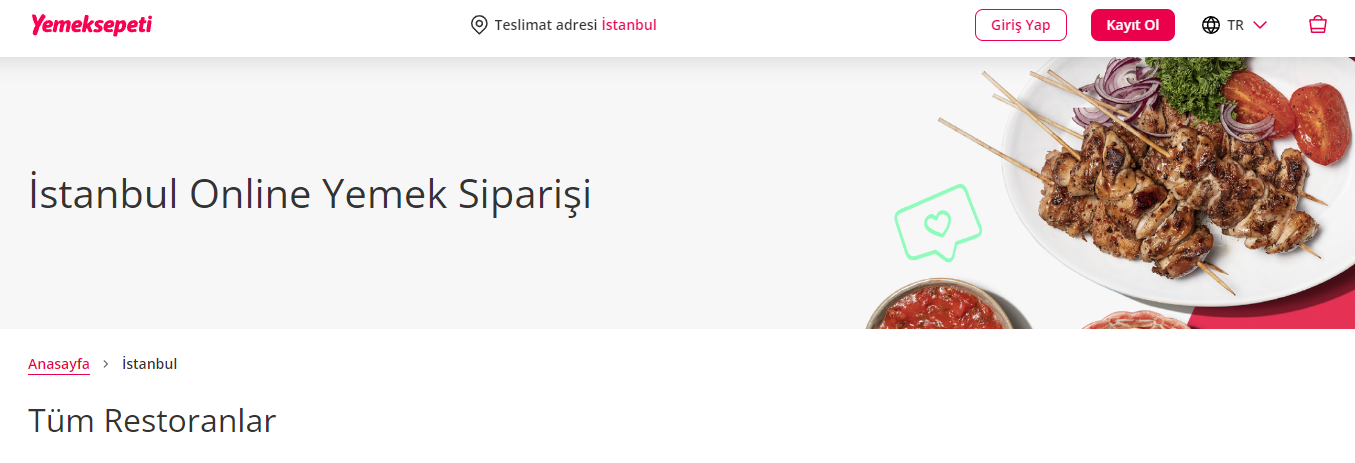 Yemeksepeti
Teslimat adresi İstanbul
Giriş Yap
Kayıt Ol
TR
İstanbul Online Yemek Siparişi
Anasayfa > İstanbul
Tüm Restoranlar